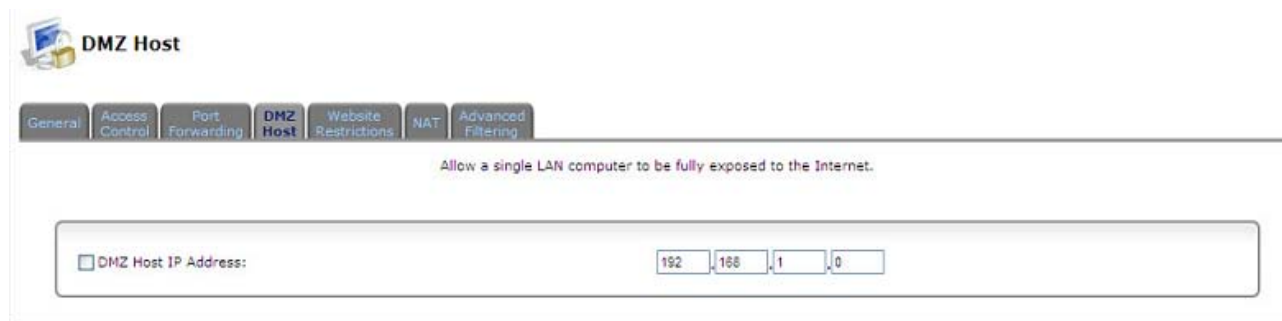 DMZ Host
General Access Control Port Forwarding DMZ Host Website Restrictions NAT Advanced Filtering
Allow a single LAN computer to be fully exposed to the Internet.
DMZ Host IP Address: 192 .168 .1 .0